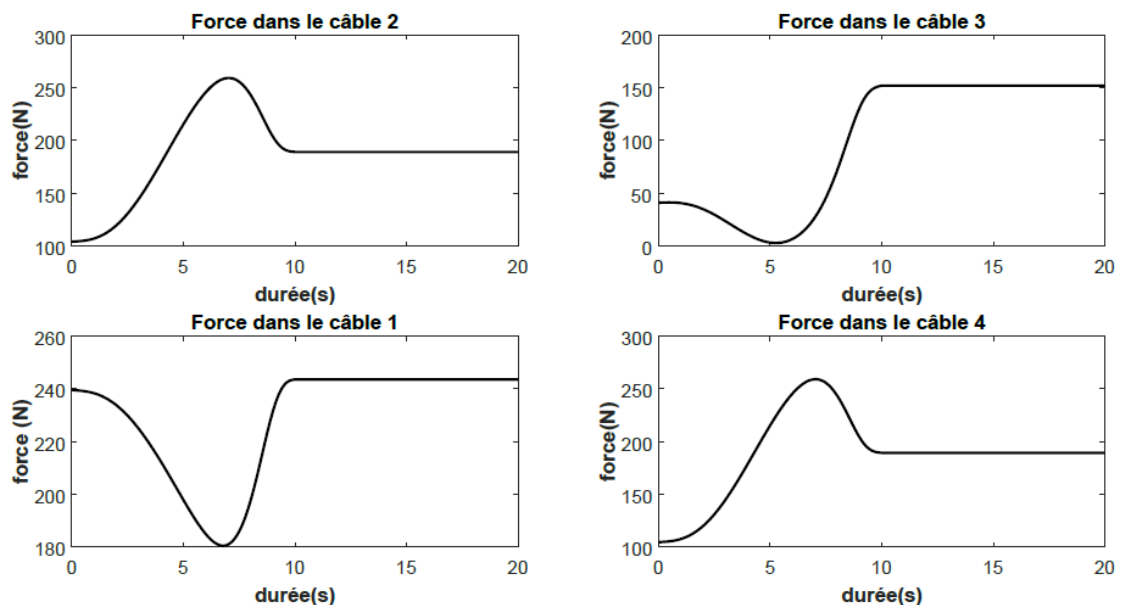 Force dans le câble 2
300
250
200
150
100
force(N)
0 5 10 15 20
durée(s)
Force dans le câble 3
200
150
100
50
0
force(N)
0 5 10 15 20
durée(s)
Force dans le câble 1
260
240
220
200
180
force (N)
0 5 10 15 20
durée(s)
Force dans le câble 4
300
250
200
150
100
force(N)
0 5 10 15 20
durée(s)